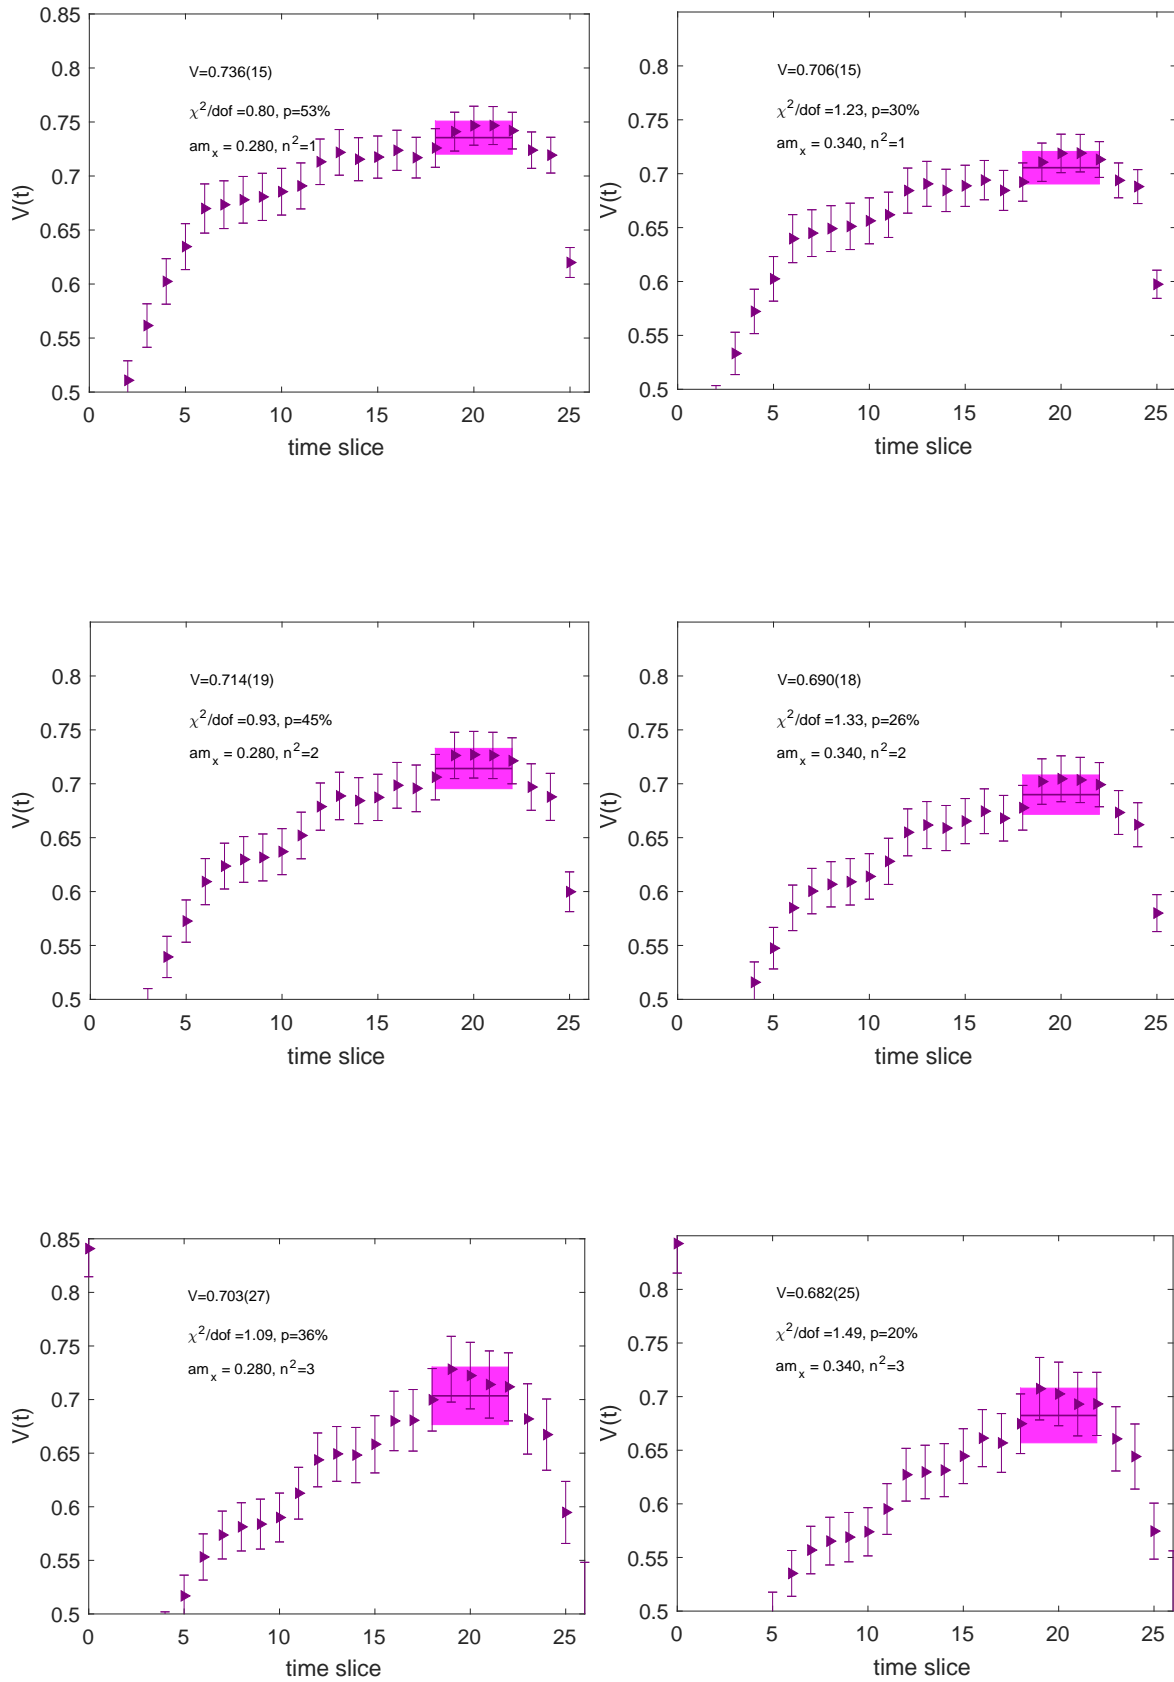 0.85
0.8
0.75
0.7
0.65
0.6
0.55
0.5
V(t)
V=0.736(15)
χ²/dof =0.80, p=53%
amₓ = 0.280, n²=1
0 5 10 15 20 25
time slice
0.8
0.75
0.7
0.65
0.6
0.55
0.5
V(t)
V=0.706(15)
χ²/dof =1.23, p=30%
amₓ = 0.340, n²=1
0 5 10 15 20 25
time slice
0.8
0.75
0.7
0.65
0.6
0.55
0.5
V(t)
V=0.714(19)
χ²/dof =0.93, p=45%
amₓ = 0.280, n²=2
0 5 10 15 20 25
time slice
0.8
0.75
0.7
0.65
0.6
0.55
0.5
V(t)
V=0.690(18)
χ²/dof =1.33, p=26%
amₓ = 0.340, n²=2
0 5 10 15 20 25
time slice
0.85
0.8
0.75
0.7
0.65
0.6
0.55
0.5
V(t)
V=0.703(27)
χ²/dof =1.09, p=36%
amₓ = 0.280, n²=3
0 5 10 15 20 25
time slice
0.8
0.75
0.7
0.65
0.6
0.55
0.5
V(t)
V=0.682(25)
χ²/dof =1.49, p=20%
amₓ = 0.340, n²=3
0 5 10 15 20 25
time slice